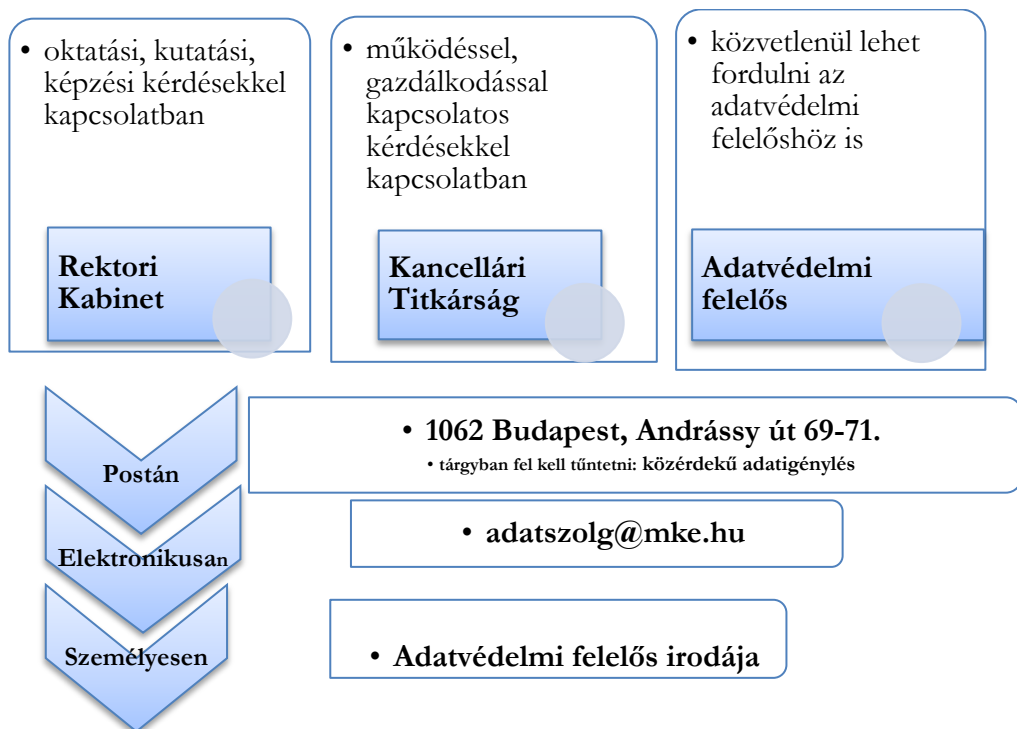 • oktatási, kutatási,
képzési kérdésekkel
kapcsolatban
Rektori
Kabinet
• működéssel,
gazdálkodással
kapcsolatos
kérdésekkel
kapcsolatban
Kancellári
Titkárság
• közvetlenül lehet
fordulni az
adatvédelmi
felelőshöz is
Adatvédelmi
felelős
Postán
• 1062 Budapest, Andrássy út 69-71.
• tárgyban fel kell tűntetni: közérdekű adatigénylés
Elektronikusan
• adatszolg@mke.hu
Személyesen
• Adatvédelmi felelős irodája